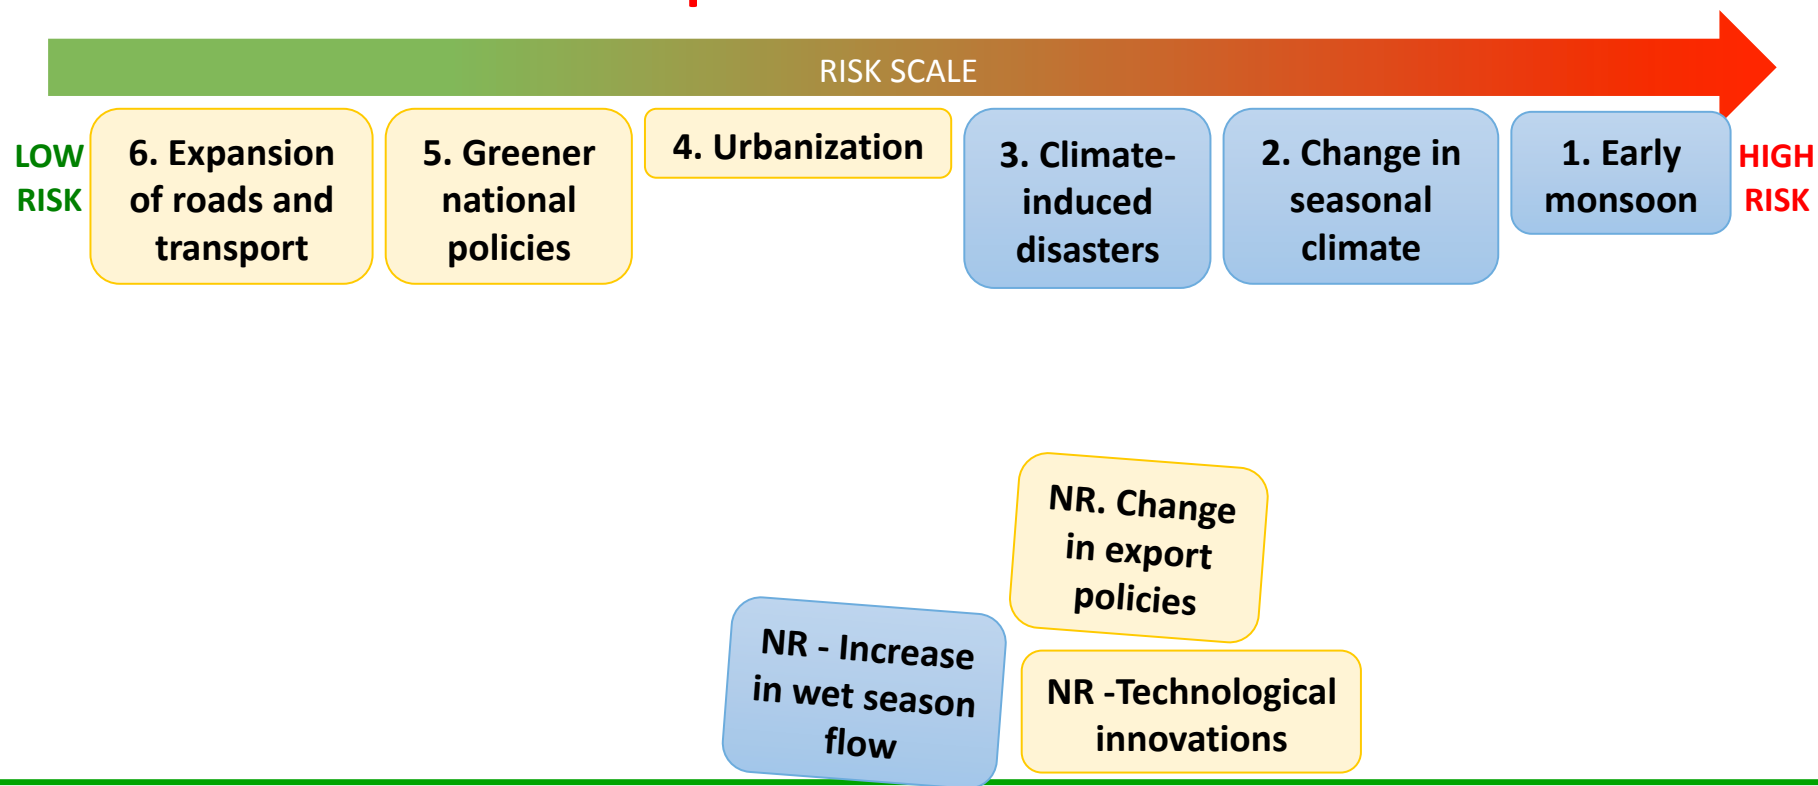 RISK SCALE
LOW
RISK
6. Expansion
of roads and
transport
5. Greener
national
policies
4. Urbanization
3. Climate-
induced
disasters
2. Change in
seasonal
climate
1. Early
monsoon
HIGH
RISK
NR. Change
in export
policies
NR - Increase
in wet season
flow
NR -Technological
innovations